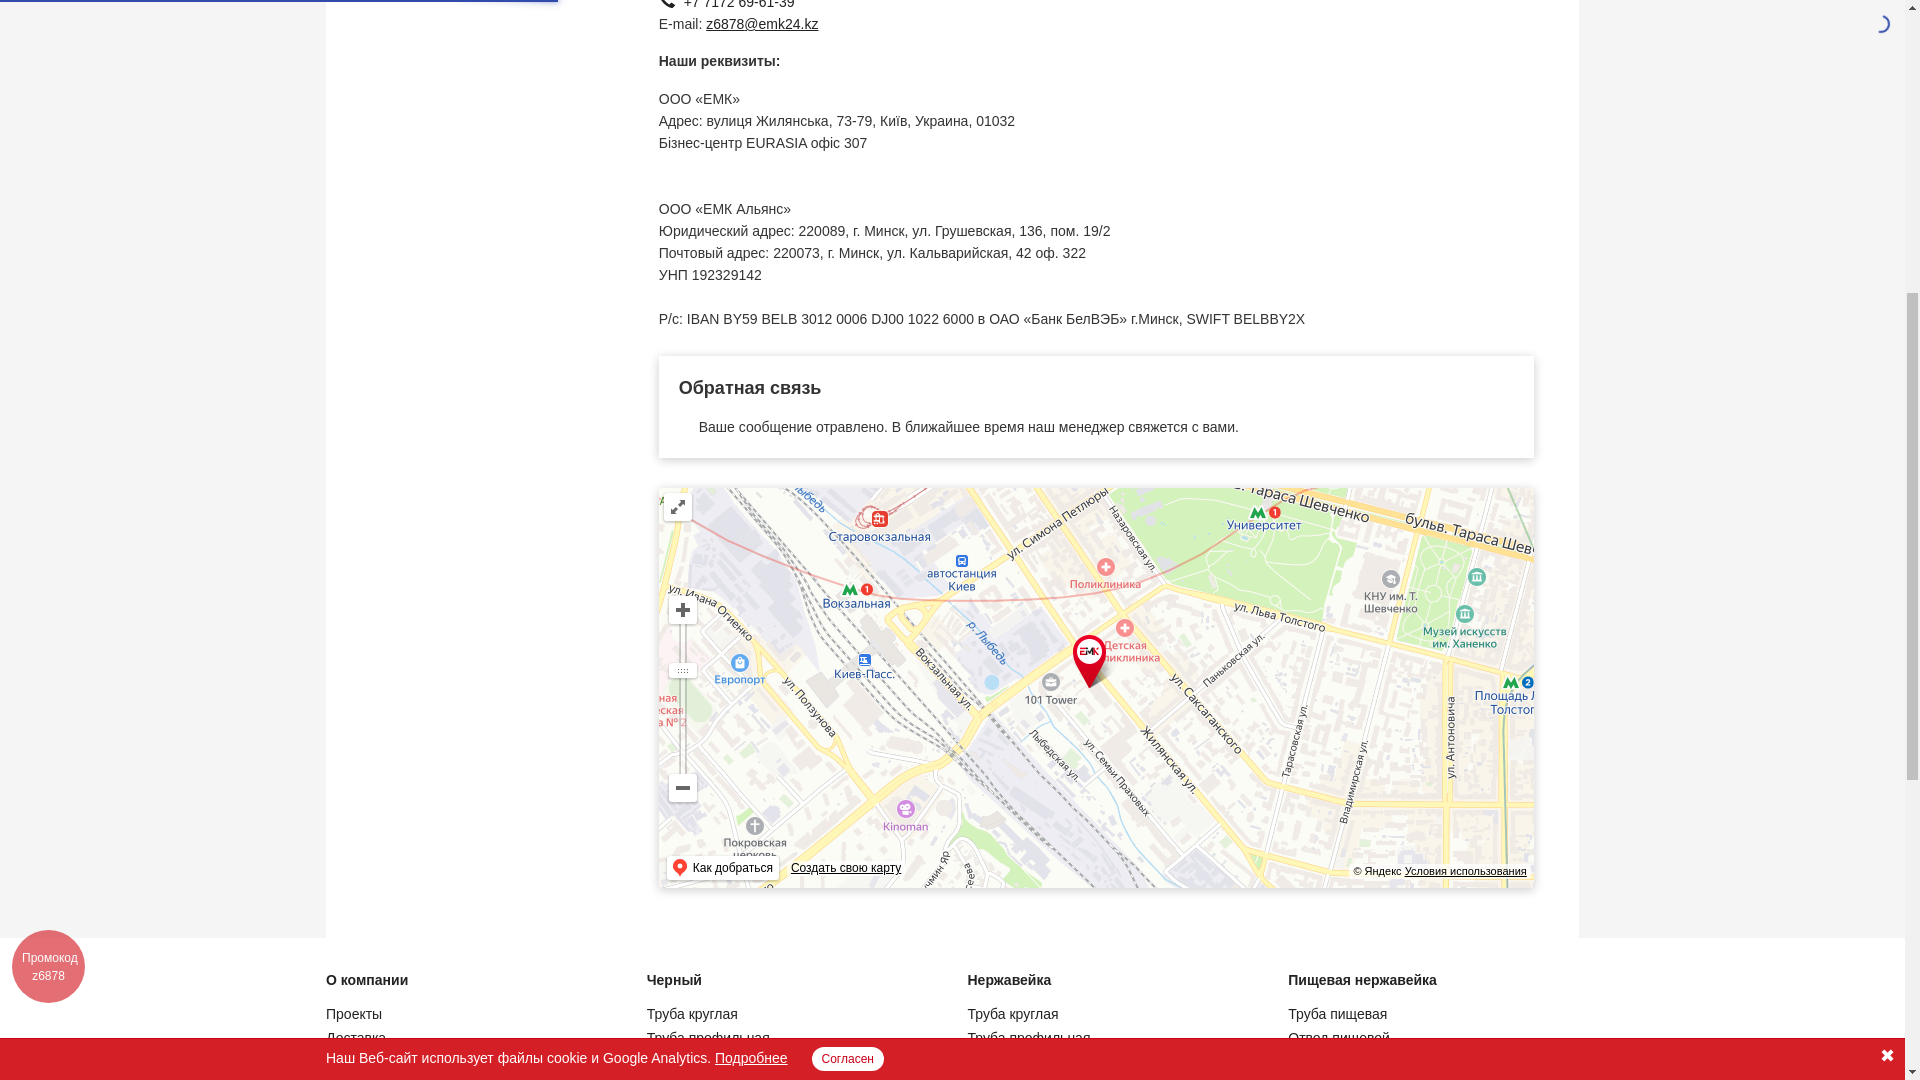 +7 7172 69-61-39
E-mail: z6878@emk24.kz
Наши реквизиты:
ООО «ЕМК»
Адрес: вулиця Жилянська, 73-79, Київ, Украина, 01032
Бізнес-центр EURASIA офіс 307
ООО «ЕМК Альянс»
Юридический адрес: 220089, г. Минск, ул. Грушевская, 136, пом. 19/2
Почтовый адрес: 220073, г. Минск, ул. Кальварийская, 42 оф. 322
УНП 192329142
Р/с: IBAN BY59 BELB 3012 0006 DJ00 1022 6000 в ОАО «Банк БелВЭБ» г.Минск, SWIFT BELBBY2X
Обратная связь
Ваше сообщение отравлено. В ближайшее время наш менеджер свяжется с вами.
Лыбедь
Старовокзальная
ул. Симона Петлюры
Назаровская ул.
Тараса Шевченко
1
Университет
бульв. Тараса
автостанция
Киев
Поликлиника
1
Вокзальная
ул. Ивана Огиенко
КНУ им. Т.
Шевченко
ул. Льва Толстого
Музей искусств
им. Ханенко
р. Лыбедь
EMK
Детская
Паньковская ул.
Европорт
Киев-Пасс.
Вокзальная ул.
ул. Ползунова
101 Tower
ул. Саксаганского
2
Площадь
Толстог
Тарасовская ул.
ул. Антоновича
Лыбедская ул.
ул. Семьи Праховых
Жилянская ул.
Владимирская ул.
Kinoman
Покровская
церковь
Как добраться
Создать свою карту
© Яндекс Условия использования
Промокод
z6878
О компании
Черный
Нержавейка
Пищевая нержавейка
Проекты
Труба круглая
Труба круглая
Труба пищевая
Доставка
Труба профильная
Труба профильная
Отвод пищевой
Наш Веб-сайт использует файлы cookie и Google Analytics. Подробнее
Согласен